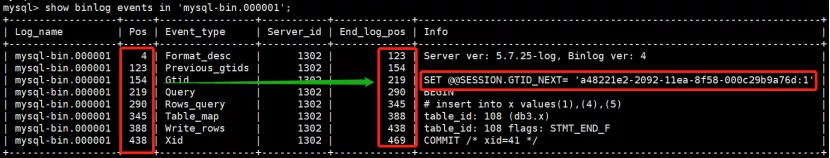 mysql> show binlog events in 'mysql-bin.000001';
| Log_name | Pos | Event_type | Server_id | End_log_pos | Info
| mysql-bin.000001 | 4 | Format_desc | 1302 | 123 | Server ver: 5.7.25-log, Binlog ver: 4
| mysql-bin.000001 | 123 | Previous_gtids | 1302 | 154 |
| mysql-bin.000001 | 154 | Gtid | 1302 | 219 | SET @@SESSION.GTID_NEXT= 'a48221e2-2092-11ea-8f58-000c29b9a76d:1'
| mysql-bin.000001 | 219 | Query | 1302 | 290 | BEGIN
| mysql-bin.000001 | 290 | Rows_query | 1302 | 345 | # insert into x values(1),(4),(5)
| mysql-bin.000001 | 345 | Table_map | 1302 | 388 | table_id: 108 (db3.x)
| mysql-bin.000001 | 388 | Write_rows | 1302 | 438 | table_id: 108 flags: STMT_END_F
| mysql-bin.000001 | 438 | Xid | 1302 | 469 | COMMIT /* xid=41 */